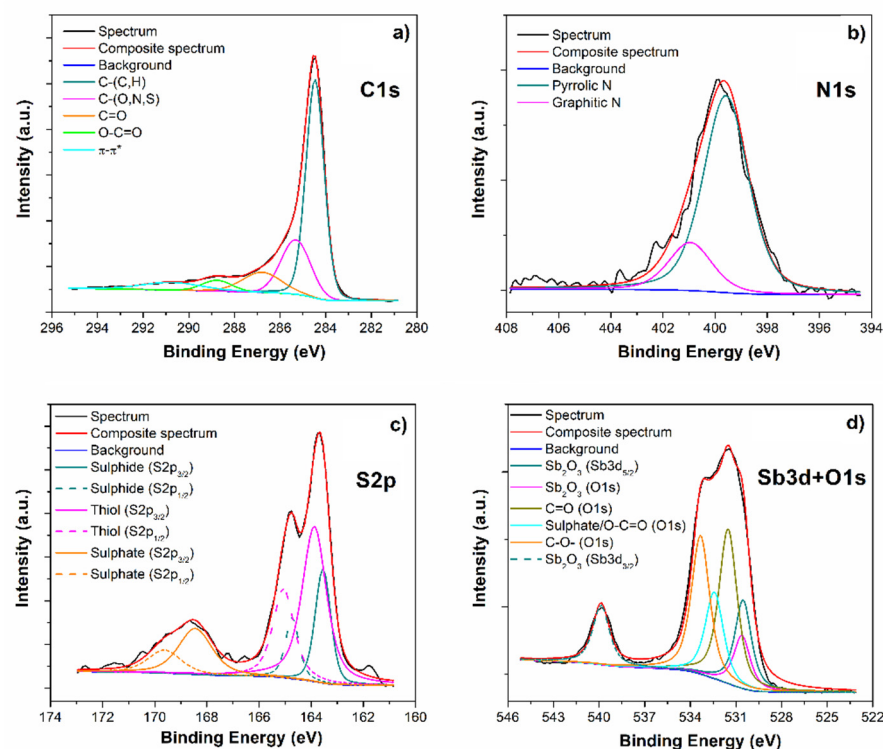 a)
Spectrum
Composite spectrum
Background
C-(C,H)
C-(O,N,S)
C=O
O-C=O
π-π*
C1s
Intensity (a.u.)
296 294 292 290 288 286 284 282 280
Binding Energy (eV)
b)
Spectrum
Composite spectrum
Background
Pyrrolic N
Graphitic N
N1s
Intensity (a.u.)
408 406 404 402 400 398 396 394
Binding Energy (eV)
c)
Spectrum
Composite spectrum
Background
Sulphide (S2p3/2)
Sulphide (S2p1/2)
Thiol (S2p3/2)
Thiol (S2p1/2)
Sulphate (S2p3/2)
Sulphate (S2p1/2)
S2p
Intensity (a.u.)
174 172 170 168 166 164 162 160
Binding Energy (eV)
d)
Spectrum
Composite spectrum
Background
Sb2O3 (Sb3d5/2)
Sb2O3 (O1s)
C=O (O1s)
Sulphate/O-C=O (O1s)
C-O- (O1s)
Sb2O3 (Sb3d3/2)
Sb3d+O1s
Intensity (a.u.)
546 543 540 537 534 531 528 525 522
Binding Energy (eV)